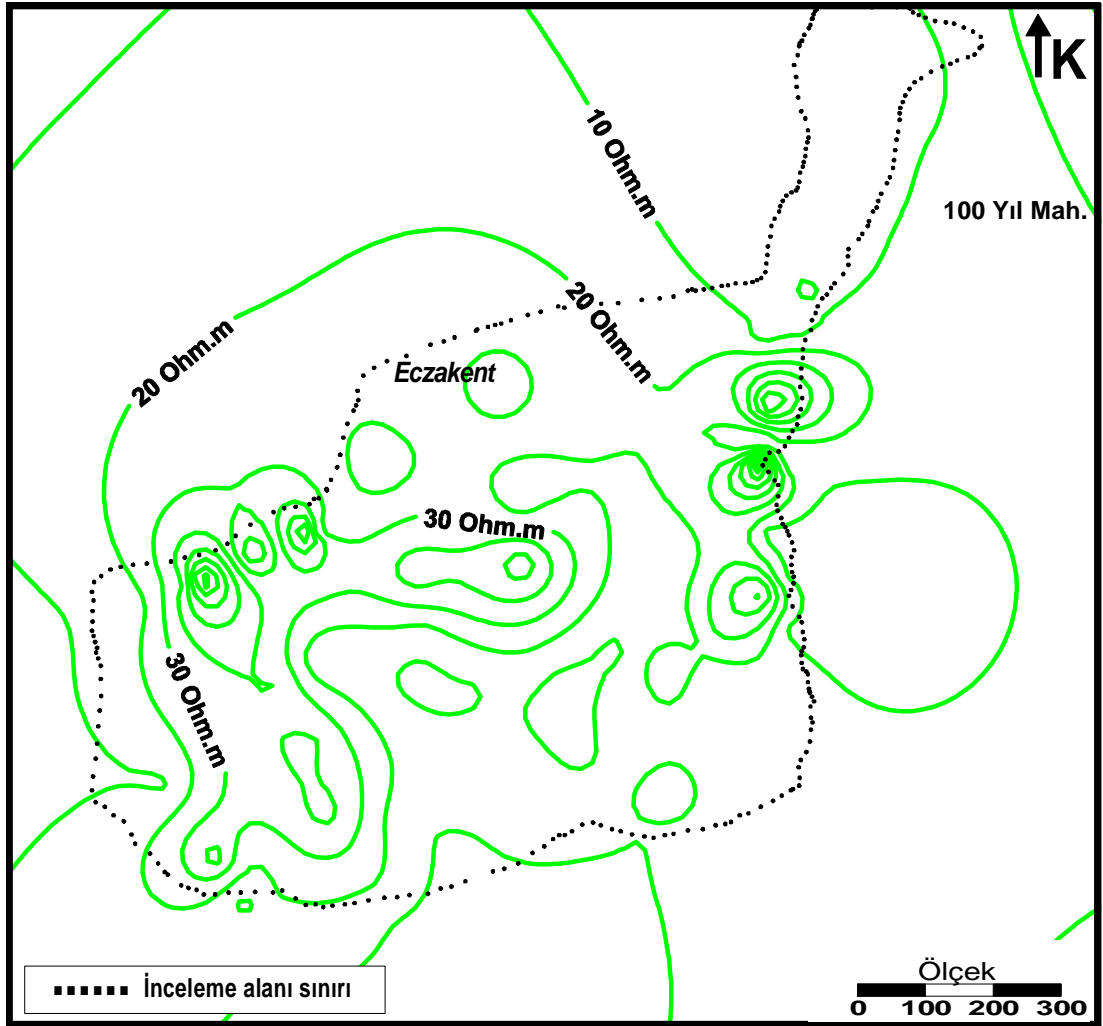 K
10 Ohm.m
100 Yıl Mah.
20 Ohm.m
20 Ohm.m
Eczakent
30 Ohm.m
30 Ohm.m
İnceleme alanı sınırı
Ölçek
0 100 200 300